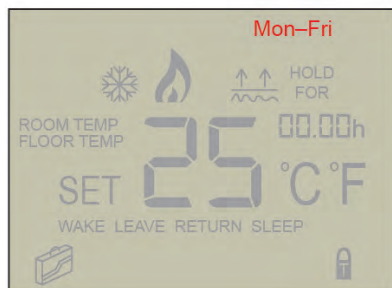 Mon–Fri
HOLD
FOR
ROOM TEMP
FLOOR TEMP
25
00.00h
SET
°C°F
WAKE LEAVE RETURN SLEEP
T